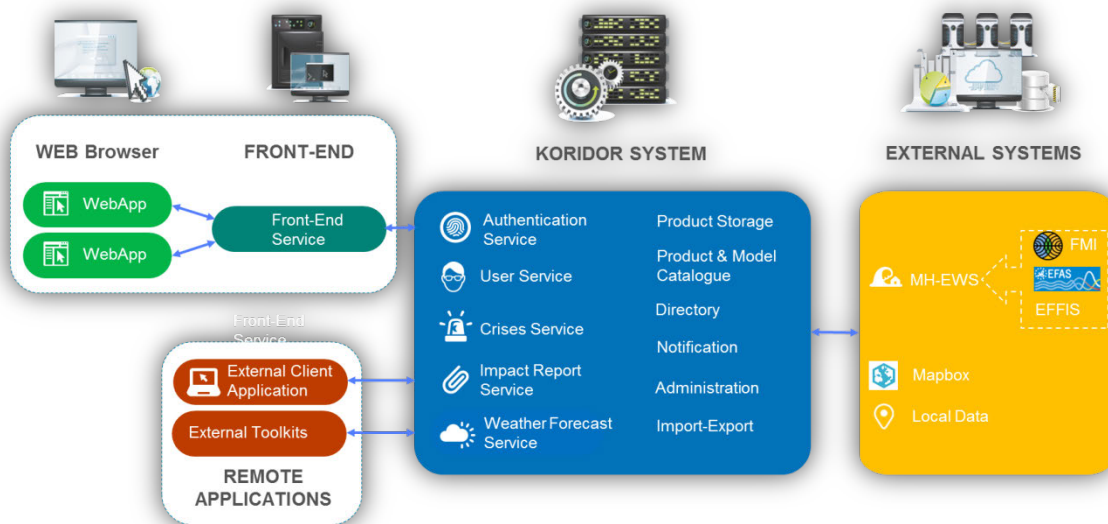 WEB Browser
FRONT-END
WebApp
WebApp
Front-End
Service
Front-End
Service
External Client
Application
External Toolkits
REMOTE
APPLICATIONS
KORIDOR SYSTEM
Authentication
Service
User Service
Crises Service
Impact Report
Service
Weather Forecast
Service
Product Storage
Product & Model
Catalogue
Directory
Notification
Administration
Import-Export
EXTERNAL SYSTEMS
MH-EWS
FMI
EFAS
EFFIS
Mapbox
Local Data